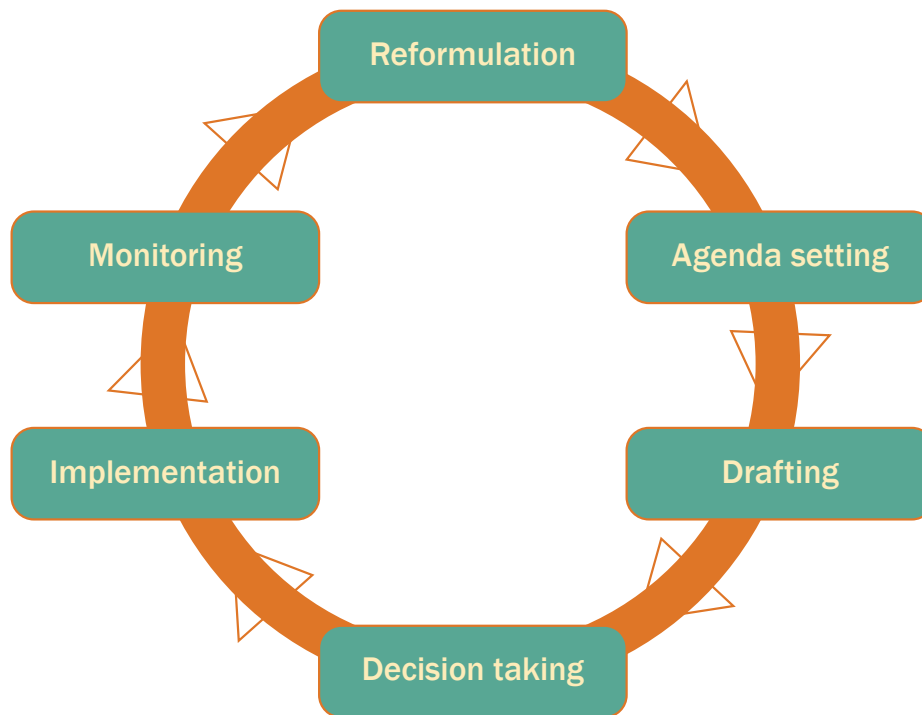 Reformulation
Monitoring
Agenda setting
Implementation
Drafting
Decision taking